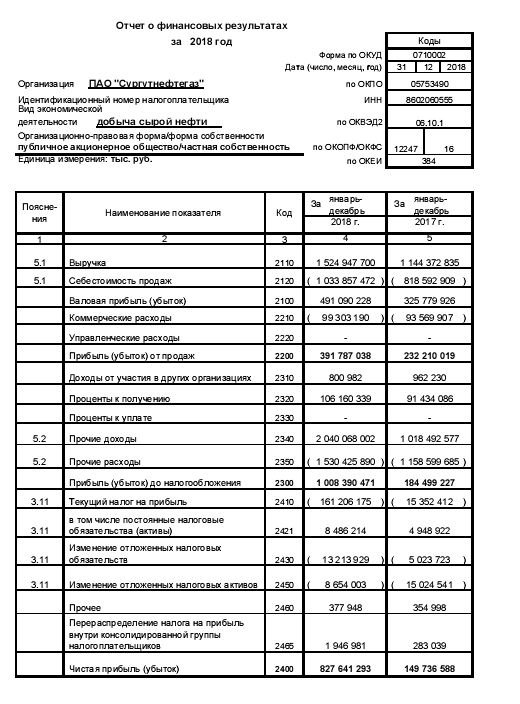 Отчет о финансовых результатах
за 2018 год
Коды
Форма по ОКУД 0710002
Дата (число, месяц, год) 31 12 2018
Организация ПАО "Сургутнефтегаз" по ОКПО 05753490
Идентификационный номер налогоплательщика ИНН 8602060555
Вид экономической
деятельности добыча сырой нефти по ОКВЭД2 06.10.1
Организационно-правовая форма/форма собственности
публичное акционерное общество/частная собственность по ОКОПФ/ОКФС 12247 16
Единица измерения: тыс. руб. по ОКЕИ 384
Поясне-
ния Наименование показателя Код За январь-
декабрь
2018 г. За январь-
декабрь
2017 г.
1 2 3 4 5
5.1 Выручка 2110 1 524 947 700 1 144 372 835
5.1 Себестоимость продаж 2120 ( 1 033 857 472 ) ( 818 592 909 )
Валовая прибыль (убыток) 2100 491 090 228 325 779 926
Коммерческие расходы 2210 ( 99 303 190 ) ( 93 569 907 )
Управленческие расходы 2220 - -
Прибыль (убыток) от продаж 2200 391 787 038 232 210 019
Доходы от участия в других организациях 2310 800 982 962 230
Проценты к получению 2320 106 160 339 91 434 086
Проценты к уплате 2330 - -
5.2 Прочие доходы 2340 2 040 068 002 1 018 492 577
5.2 Прочие расходы 2350 ( 1 530 425 890 ) ( 1 158 599 685 )
Прибыль (убыток) до налогообложения 2300 1 008 390 471 184 499 227
3.11 Текущий налог на прибыль 2410 ( 161 206 175 ) ( 15 352 412 )
в том числе постоянные налоговые
обязательства (активы) 2421 8 486 214 4 948 922
Изменение отложенных налоговых
3.11 обязательств 2430 ( 13 213 929 ) ( 5 023 723 )
3.11 Изменение отложенных налоговых активов 2450 ( 8 654 003 ) ( 15 024 541 )
Прочее 2460 377 948 354 998
Перераспределение налога на прибыль
внутри консолидированной группы
налогоплательщиков 2465 1 946 981 283 039
Чистая прибыль (убыток) 2400 827 641 293 149 736 588